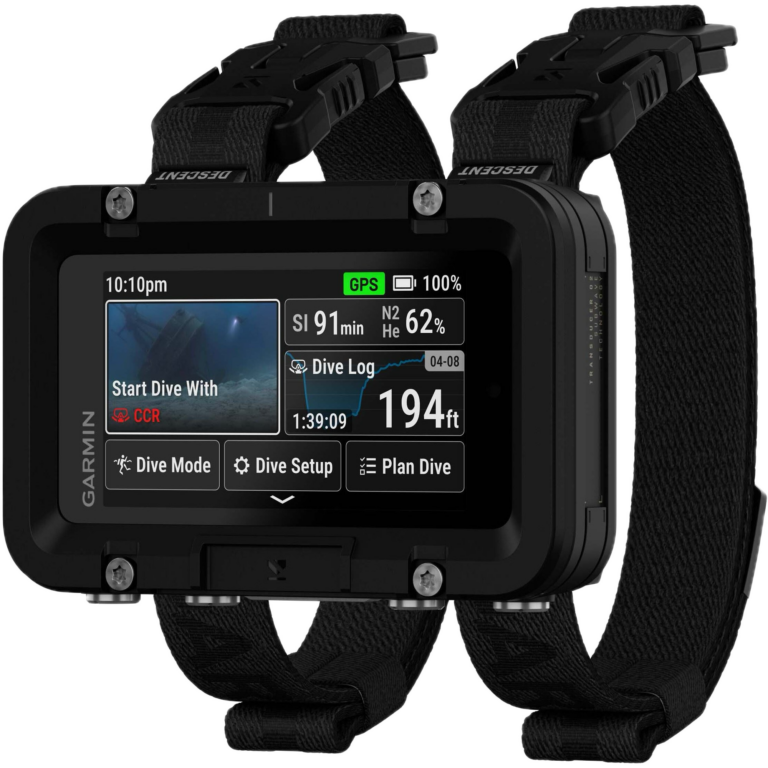 DESCENT
DESCENT
10:10pm GPS 100%
SI 91min N2 He 62%
Dive Log 04-08
Start Dive With
CCR
1:39:09 194ft
Dive Mode Dive Setup Plan Dive
GARMIN